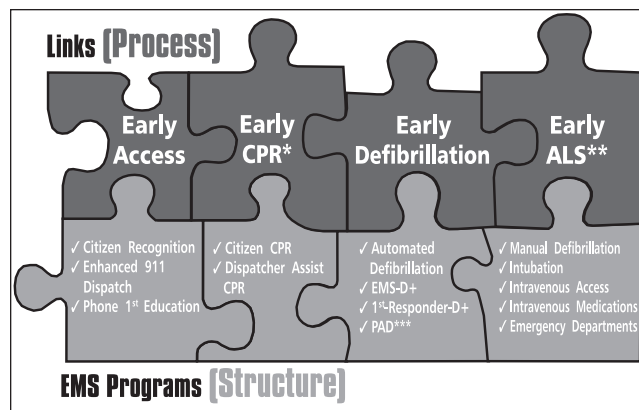 Links (Process)
Early
Access
Early
CPR*
Early
Defibrillation
Early
ALS**
✓ Citizen Recognition
✓ Enhanced 911
Dispatch
✓ Phone 1st Education
✓ Citizen CPR
✓ Dispatcher Assist
CPR
✓ Automated
Defibrillation
✓ EMS-D+
✓ 1st-Responder-D+
✓ PAD***
✓ Manual Defibrillation
✓ Intubation
✓ Intravenous Access
✓ Intravenous Medications
✓ Emergency Departments
EMS Programs (Structure)